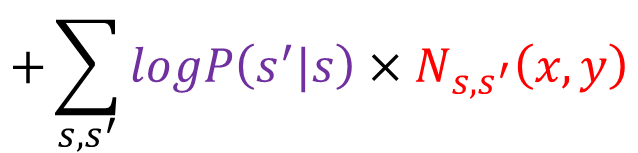 + ∑_{s,s′} logP(s′|s) × N_{s,s′}(x, y)